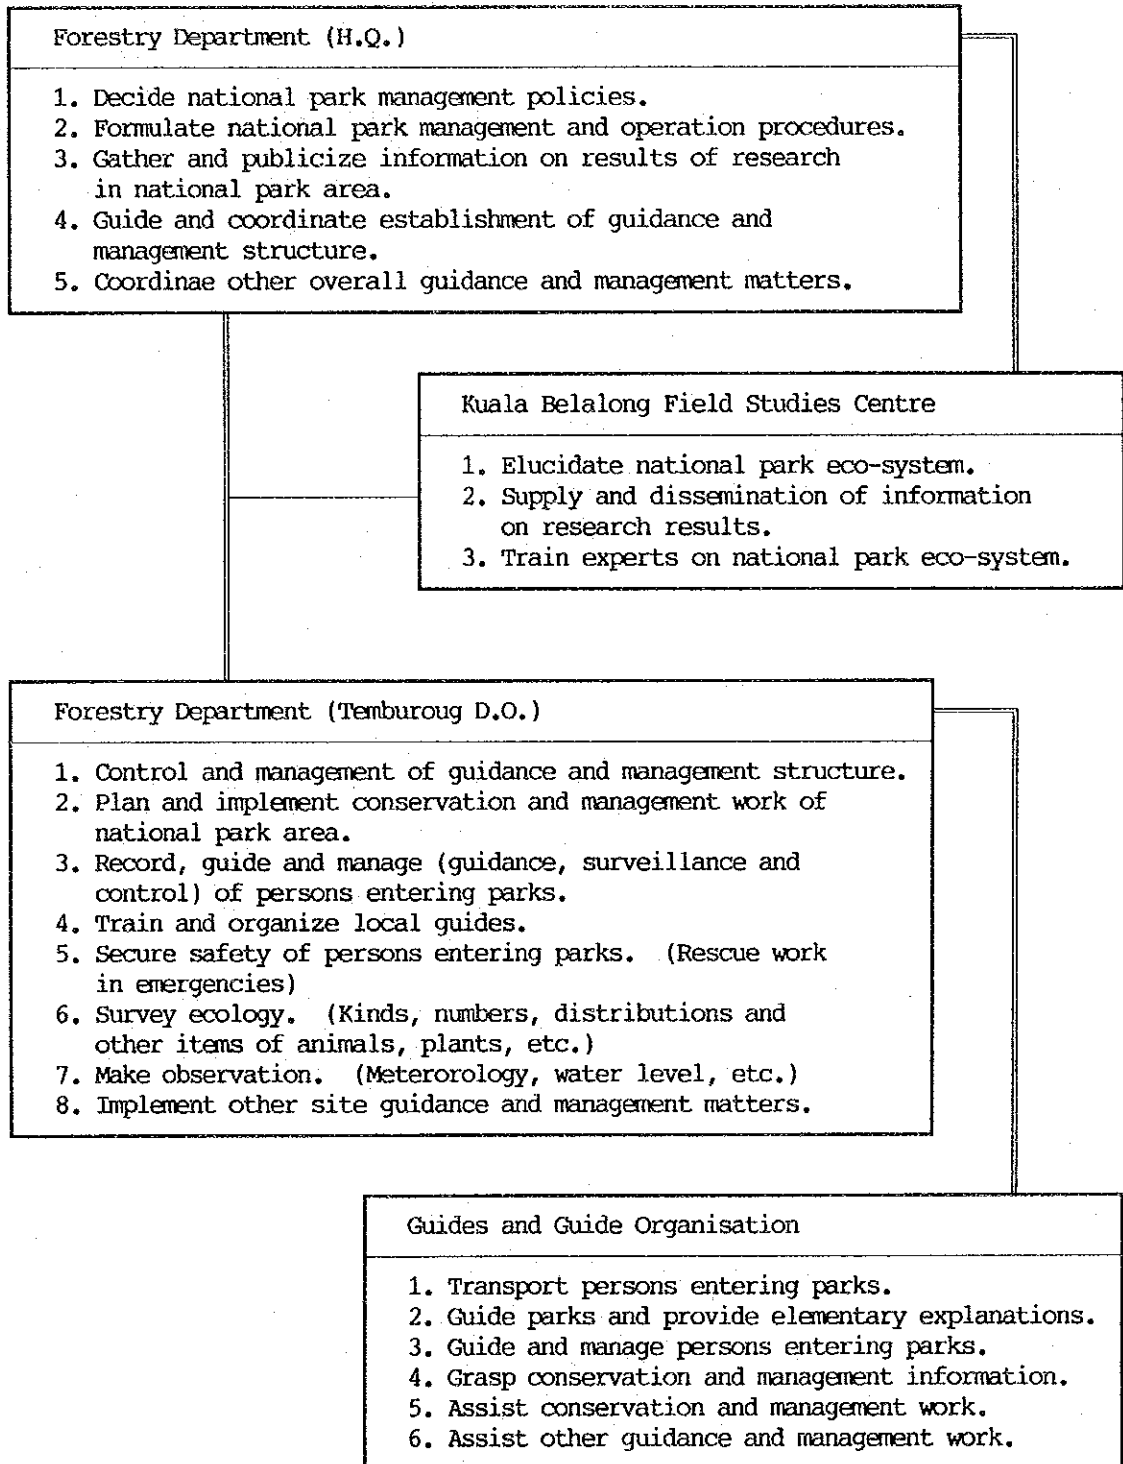 Forestry Department (H.Q.)
1. Decide national park management policies.
2. Formulate national park management and operation procedures.
3. Gather and publicize information on results of research
in national park area.
4. Guide and coordinate establishment of guidance and
management structure.
5. Coordinae other overall guidance and management matters.
Kuala Belalong Field Studies Centre
1. Elucidate national park eco-system.
2. Supply and dissemination of information
on research results.
3. Train experts on national park eco-system.
Forestry Department (Temburoug D.O.)
1. Control and management of guidance and management structure.
2. Plan and implement conservation and management work of
national park area.
3. Record, guide and manage (guidance, surveillance and
control) of persons entering parks.
4. Train and organize local guides.
5. Secure safety of persons entering parks. (Rescue work
in emergencies)
6. Survey ecology. (Kinds, numbers, distributions and
other items of animals, plants, etc.)
7. Make observation. (Meterorology, water level, etc.)
8. Implement other site guidance and management matters.
Guides and Guide Organisation
1. Transport persons entering parks.
2. Guide parks and provide elementary explanations.
3. Guide and manage persons entering parks.
4. Grasp conservation and management information.
5. Assist conservation and management work.
6. Assist other guidance and management work.